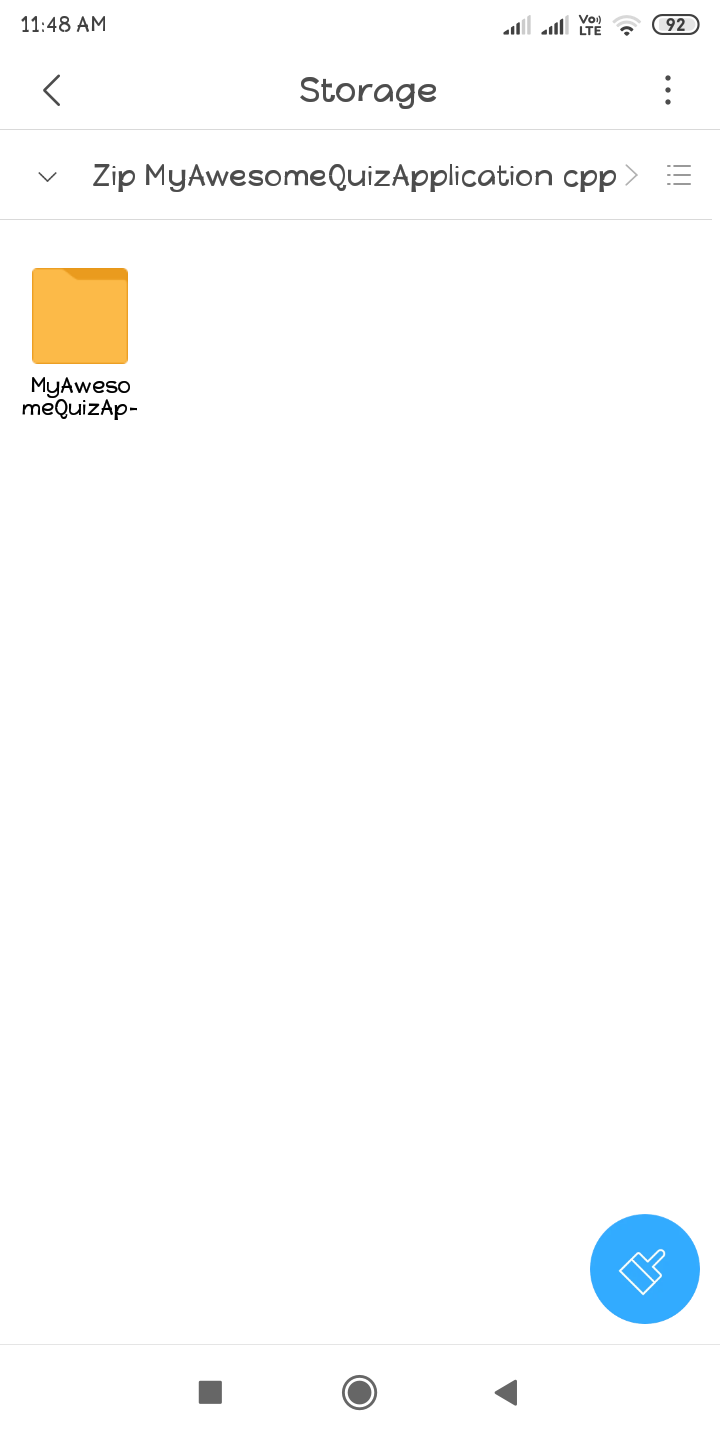 11:48 AM
Vo) LTE
92
Storage
Zip MyAwesomeQuizApplication cpp
MyAweso
meQuizAp-